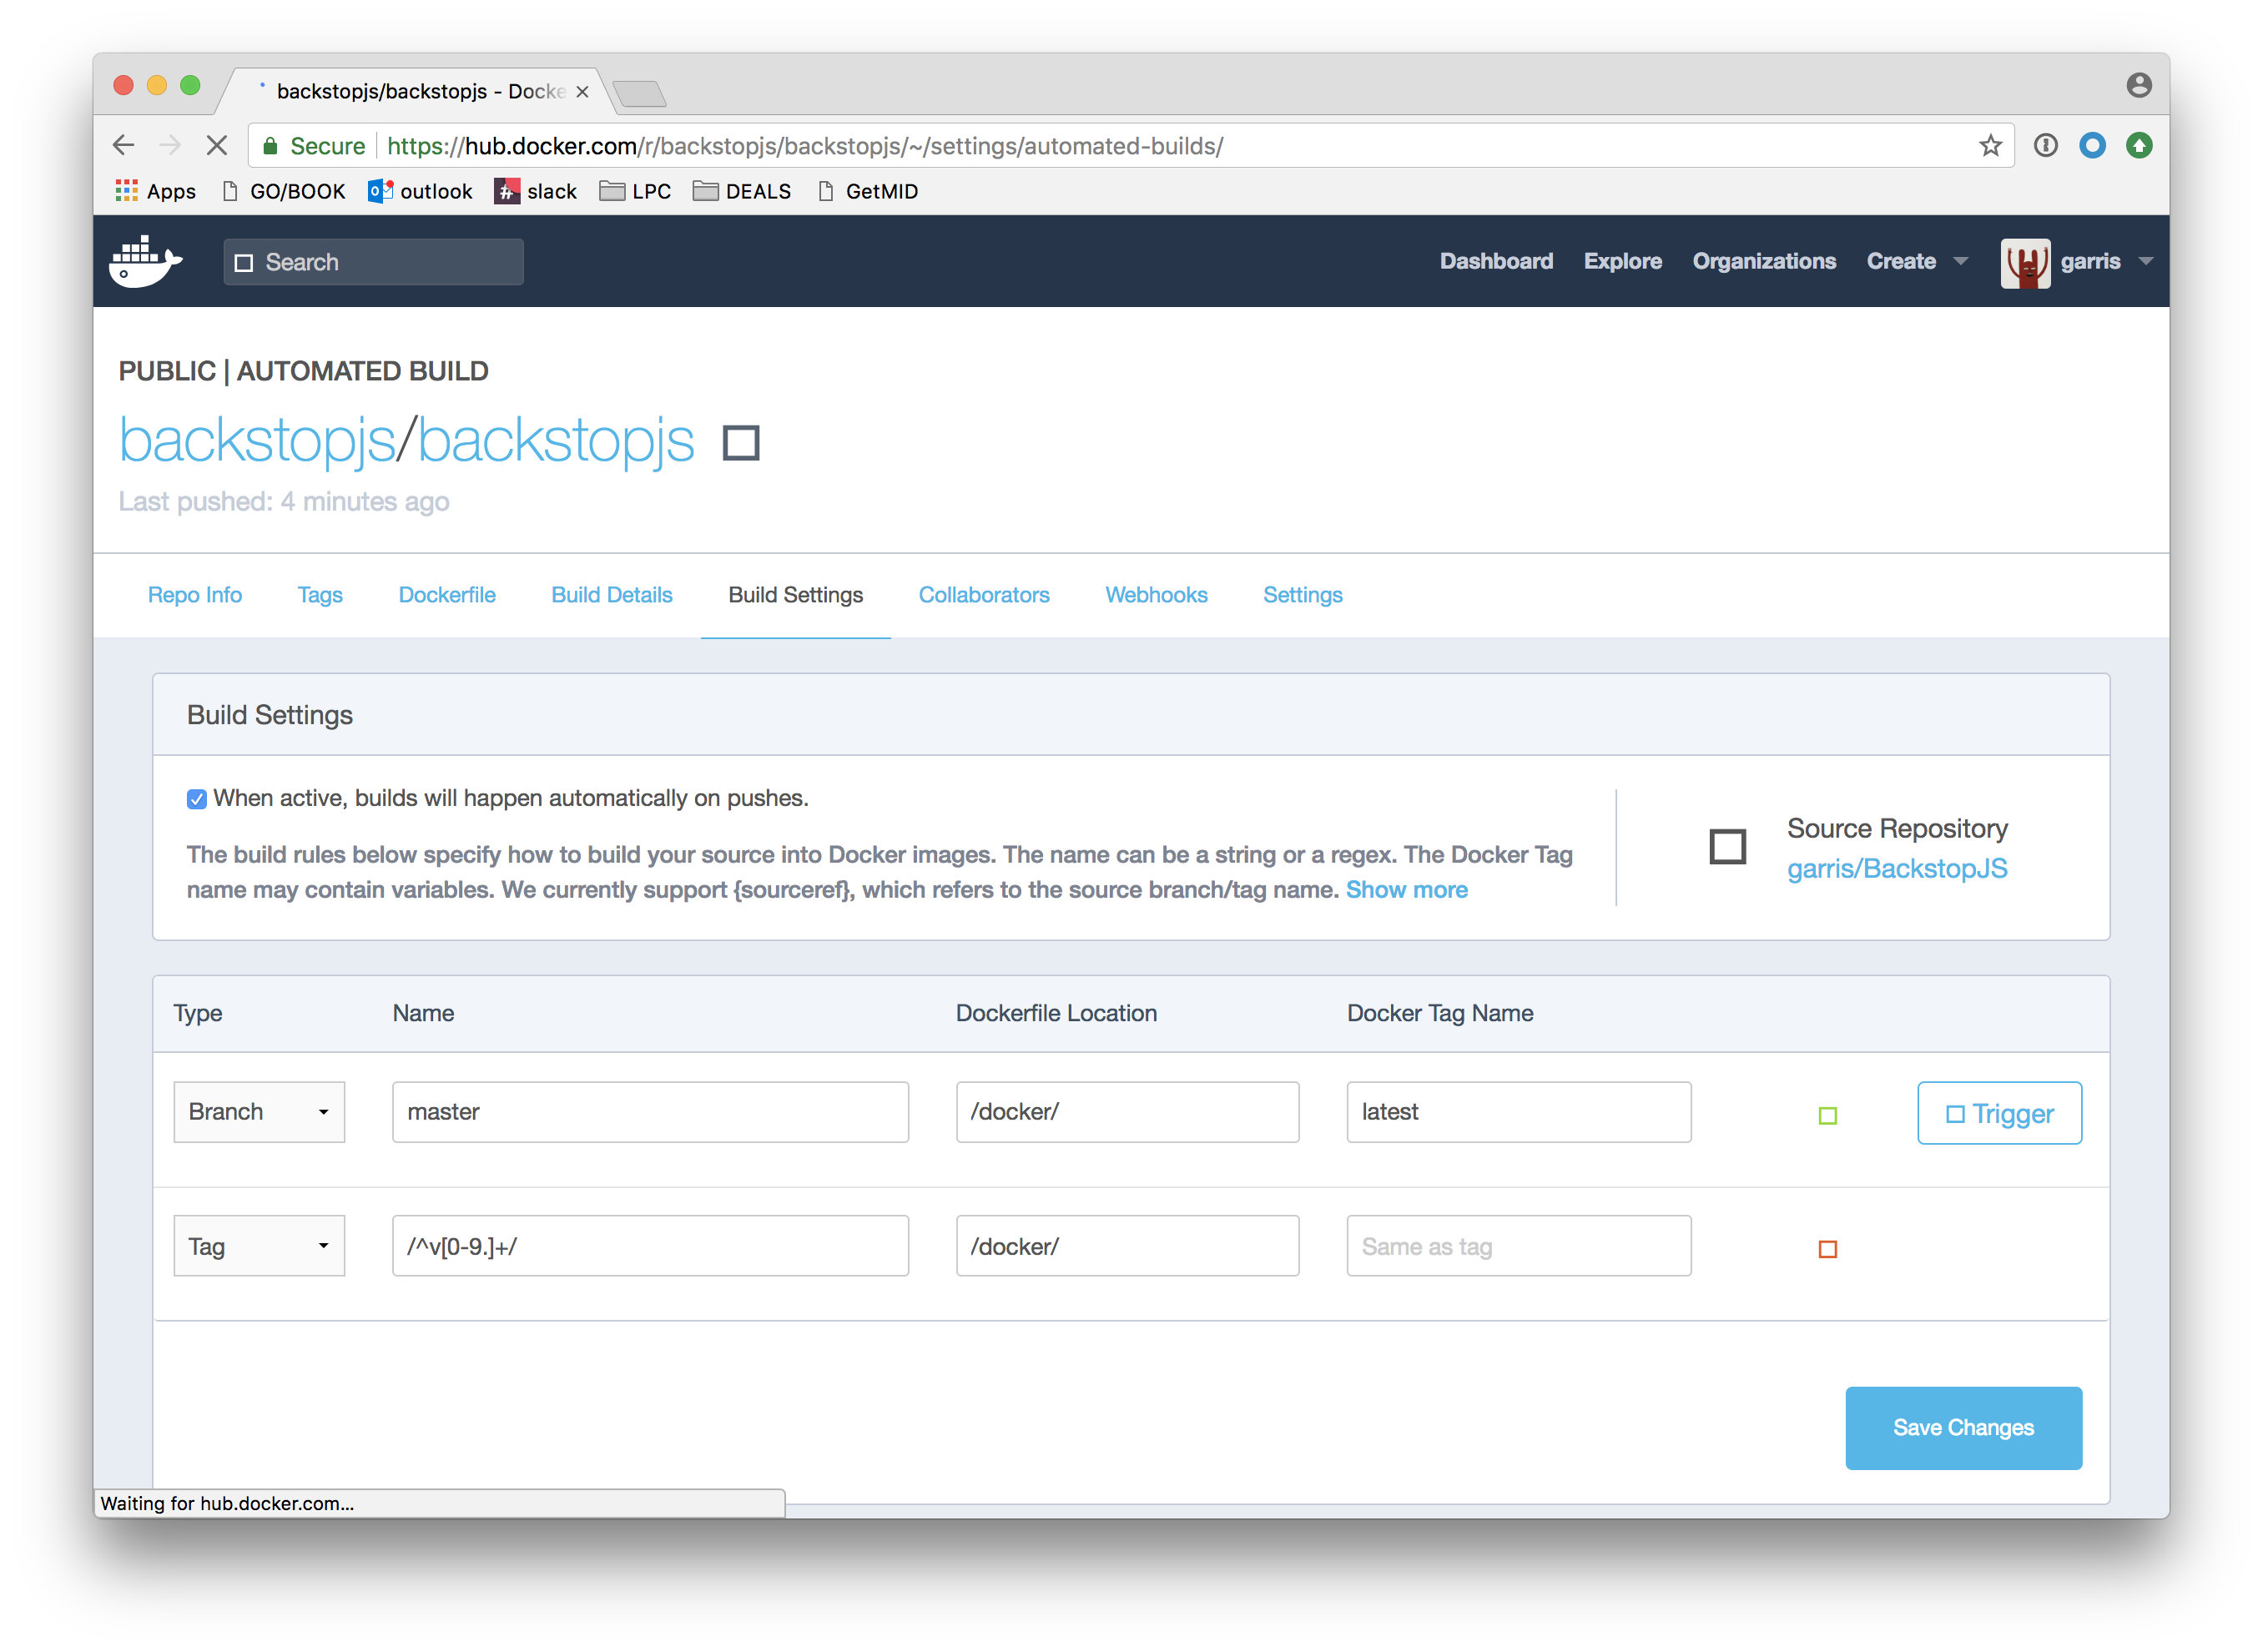 backstopjs/backstopjs - Docke
Secure https://hub.docker.com/r/backstopjs/backstopjs/~/settings/automated-builds/
Apps GO/BOOK outlook slack LPC DEALS GetMID
Search Dashboard Explore Organizations Create garris
PUBLIC | AUTOMATED BUILD
backstopjs/backstopjs
Last pushed: 4 minutes ago
Repo Info Tags Dockerfile Build Details Build Settings Collaborators Webhooks Settings
Build Settings
When active, builds will happen automatically on pushes.
The build rules below specify how to build your source into Docker images. The name can be a string or a regex. The Docker Tag
name may contain variables. We currently support {sourceref}, which refers to the source branch/tag name. Show more
Source Repository
garris/BackstopJS
Type Name Dockerfile Location Docker Tag Name
Branch master /docker/ latest Trigger
Tag /^v[0-9.]+/ /docker/ Same as tag
Save Changes
Waiting for hub.docker.com...